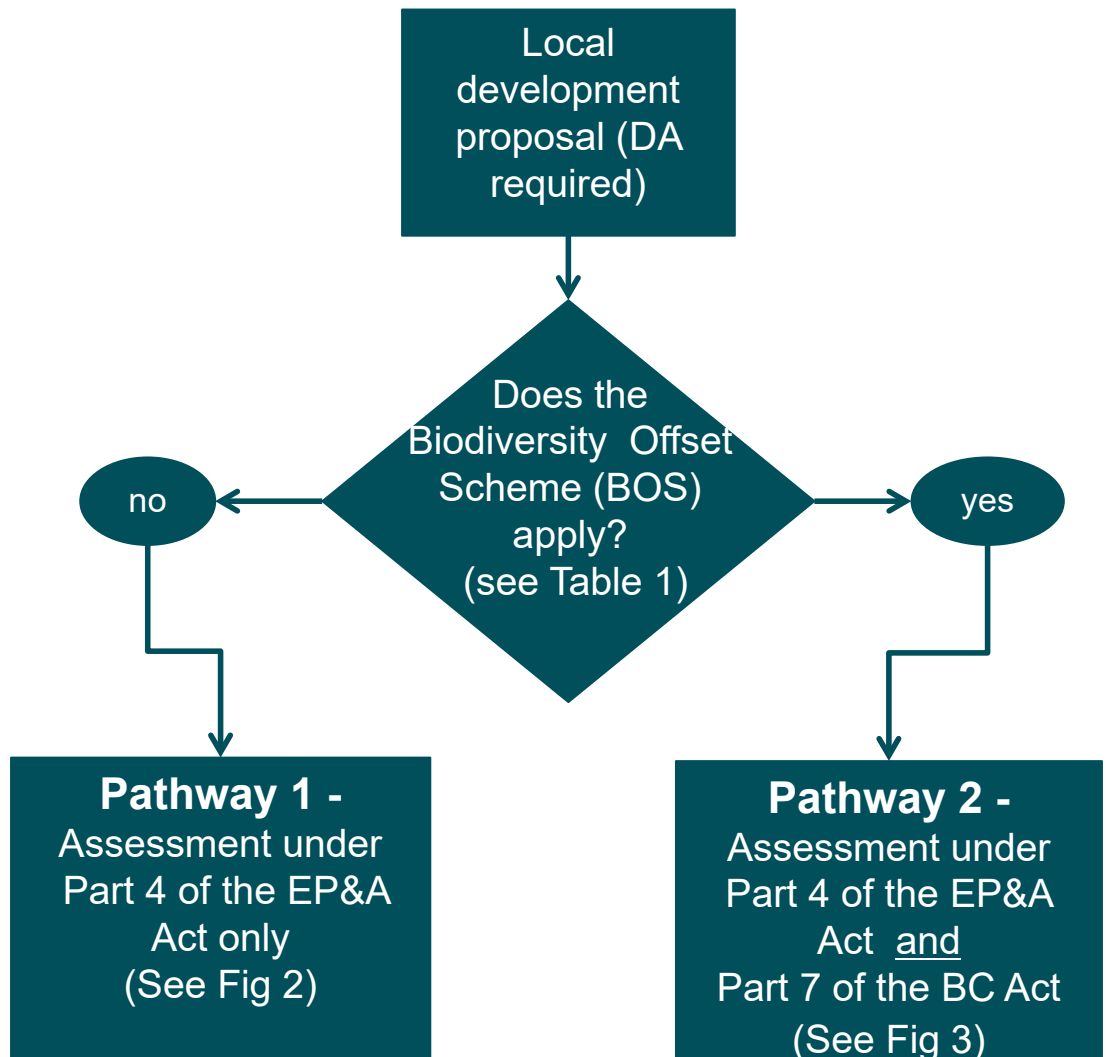 Local
development
proposal (DA
required)
Does the
Biodiversity Offset
Scheme (BOS)
apply?
(see Table 1)
no
yes
Pathway 1 -
Assessment under
Part 4 of the EP&A
Act only
(See Fig 2)
Pathway 2 -
Assessment under
Part 4 of the EP&A
Act and
Part 7 of the BC Act
(See Fig 3)